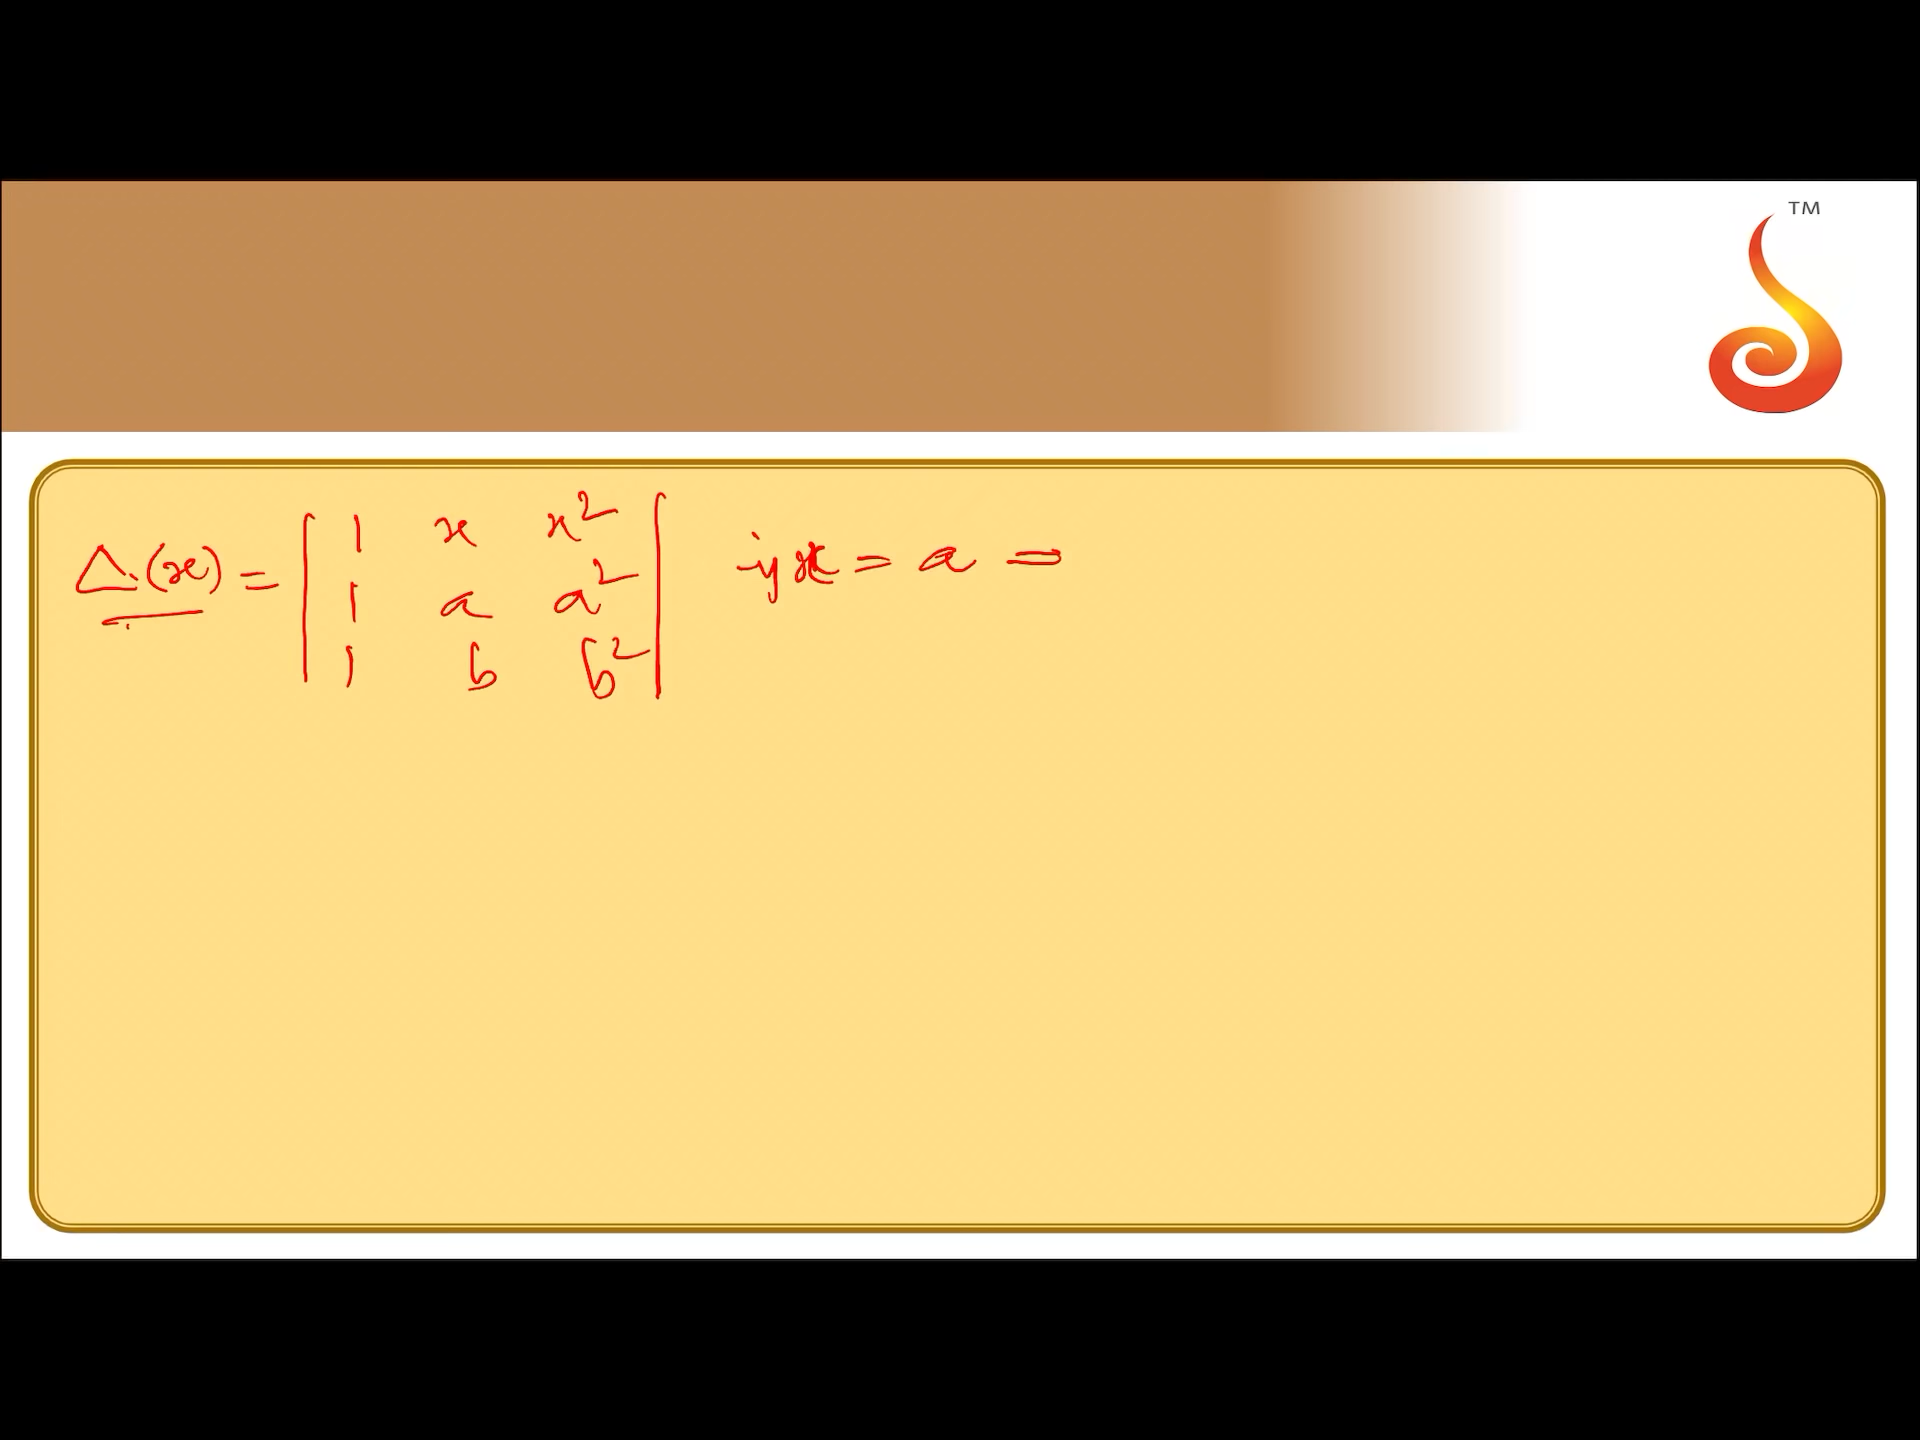 TM
Δ(x) = | 1 x x² | if x = a ⇒
| 1 a a² |
| 1 b b² |